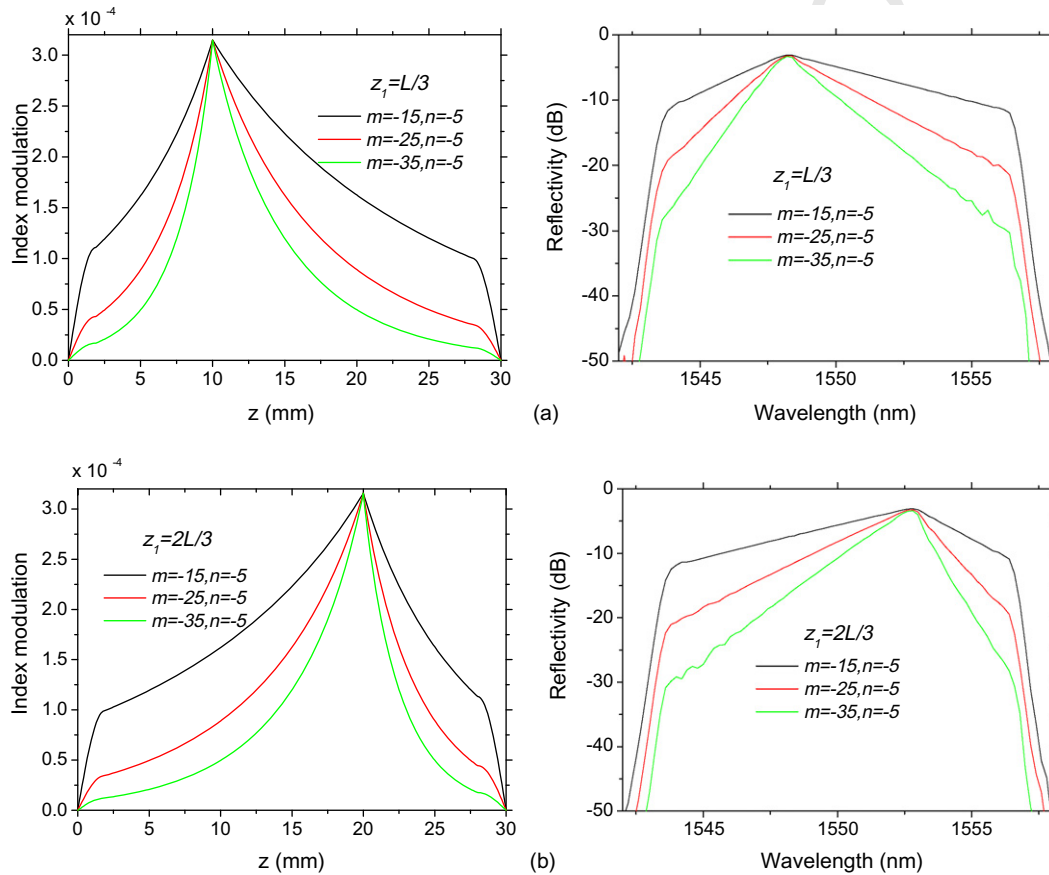 x 10 -4
3.0
2.5
2.0
1.5
1.0
0.5
0.0
Index modulation
z₁=L/3
m=-15,n=-5
m=-25,n=-5
m=-35,n=-5
0 5 10 15 20 25 30
z (mm)
0
-10
-20
-30
-40
-50
Reflectivity (dB)
z₁=L/3
m=-15,n=-5
m=-25,n=-5
m=-35,n=-5
1545 1550 1555
Wavelength (nm)
(a)
x 10 -4
3.0
2.5
2.0
1.5
1.0
0.5
0.0
Index modulation
z₁=2L/3
m=-15,n=-5
m=-25,n=-5
m=-35,n=-5
0 5 10 15 20 25 30
z (mm)
0
-10
-20
-30
-40
-50
Reflectivity (dB)
z₁=2L/3
m=-15,n=-5
m=-25,n=-5
m=-35,n=-5
1545 1550 1555
Wavelength (nm)
(b)